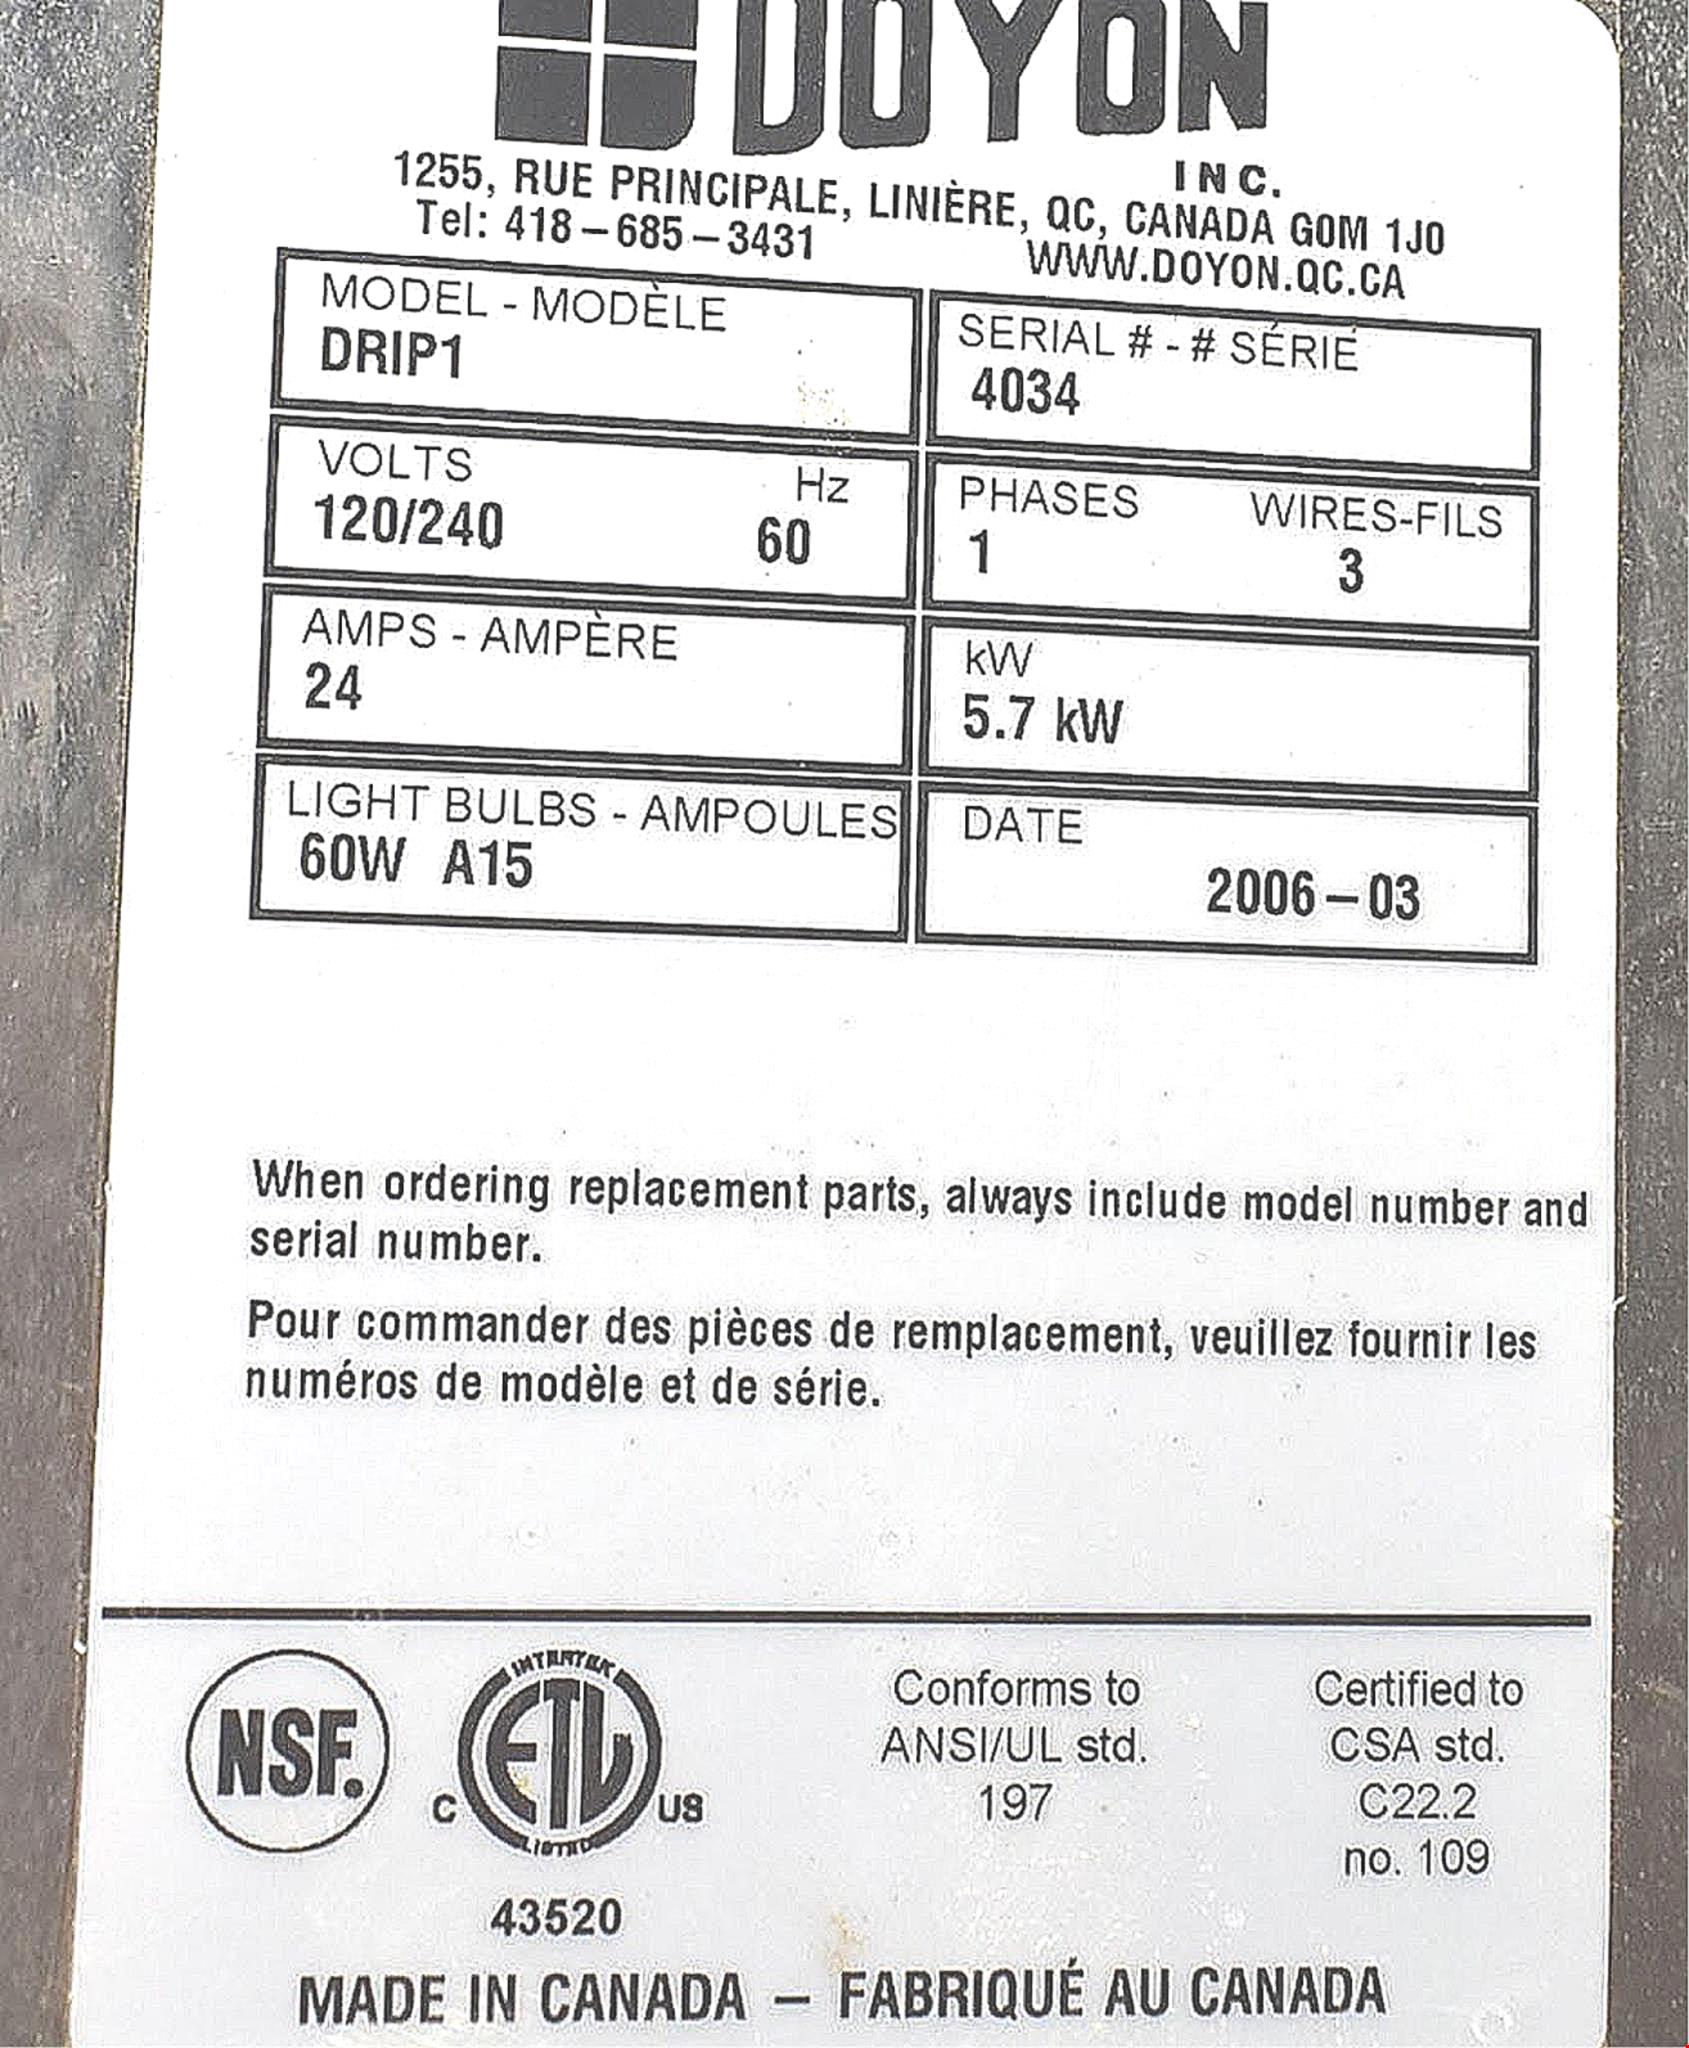 DOYON
INC.
1255, RUE PRINCIPALE, LINIÈRE, QC, CANADA G0M 1J0
Tel: 418-685-3431 WWW.DOYON.QC.CA
MODEL - MODÈLE
DRIP1
SERIAL # - # SÉRIE
4034
VOLTS Hz
120/240 60
PHASES WIRES-FILS
1 3
AMPS - AMPÈRE
24
kW
5.7 kW
LIGHT BULBS - AMPOULES
60W A15
DATE
2006-03
When ordering replacement parts, always include model number and
serial number.
Pour commander des pièces de remplacement, veuillez fournir les
numéros de modèle et de série.
NSF.
INTERTEK
ETL
LISTED
C US
43520
Conforms to
ANSI/UL std.
197
Certified to
CSA std.
C22.2
no. 109
MADE IN CANADA - FABRIQUÉ AU CANADA